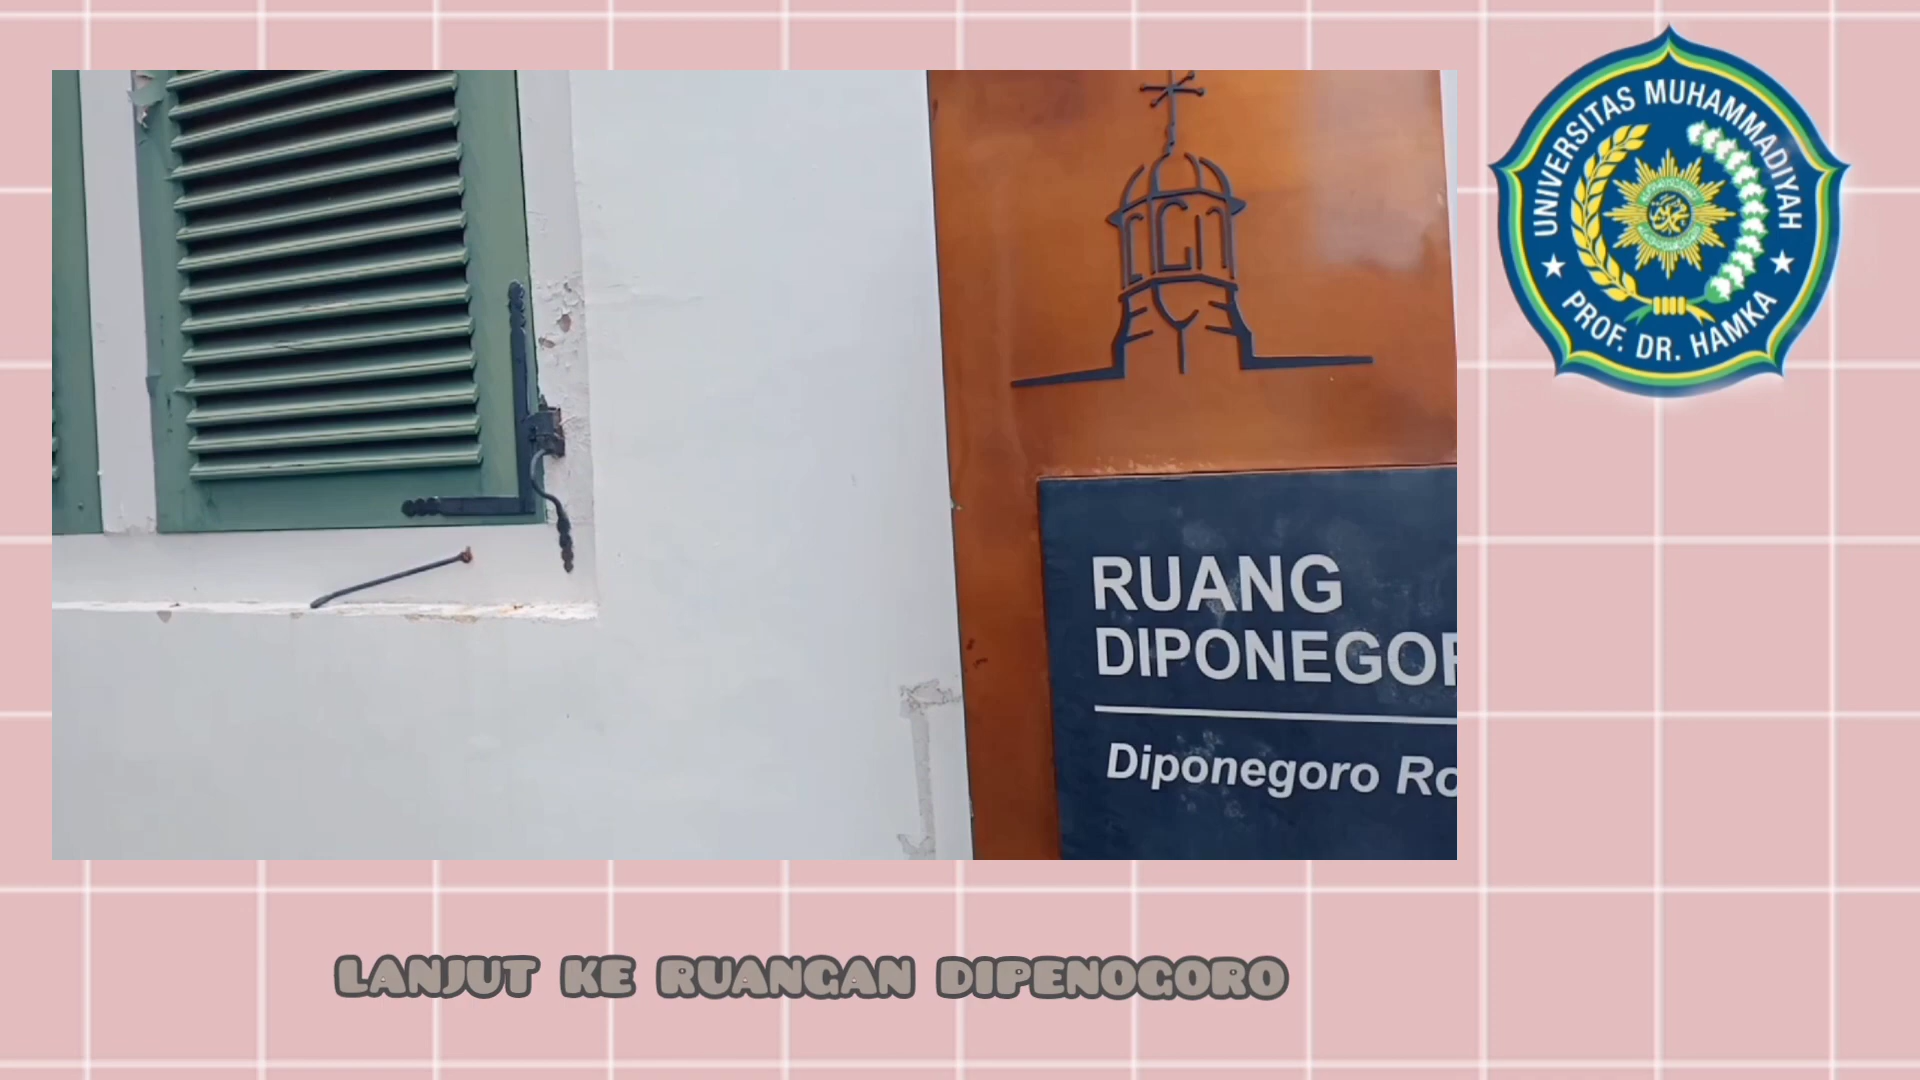 UNIVERSITAS MUHAMMADIYAH
PROF. DR. HAMKA
RUANG
DIPONEGOR
Diponegoro Ro
LANJUT KE RUANGAN DIPENOGORO